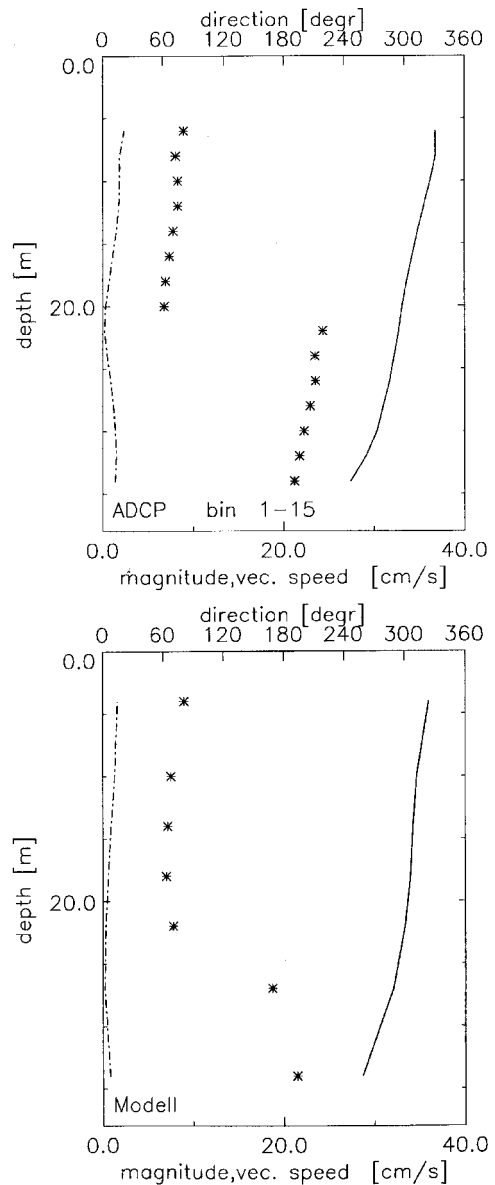 direction [degr]
0 60 120 180 240 300 360
0.0
20.0
depth [m]
ADCP bin 1-15
0.0 20.0 40.0
magnitude,vec. speed [cm/s]
direction [degr]
0 60 120 180 240 300 360
0.0
20.0
depth [m]
Modell
0.0 20.0 40.0
magnitude,vec. speed [cm/s]